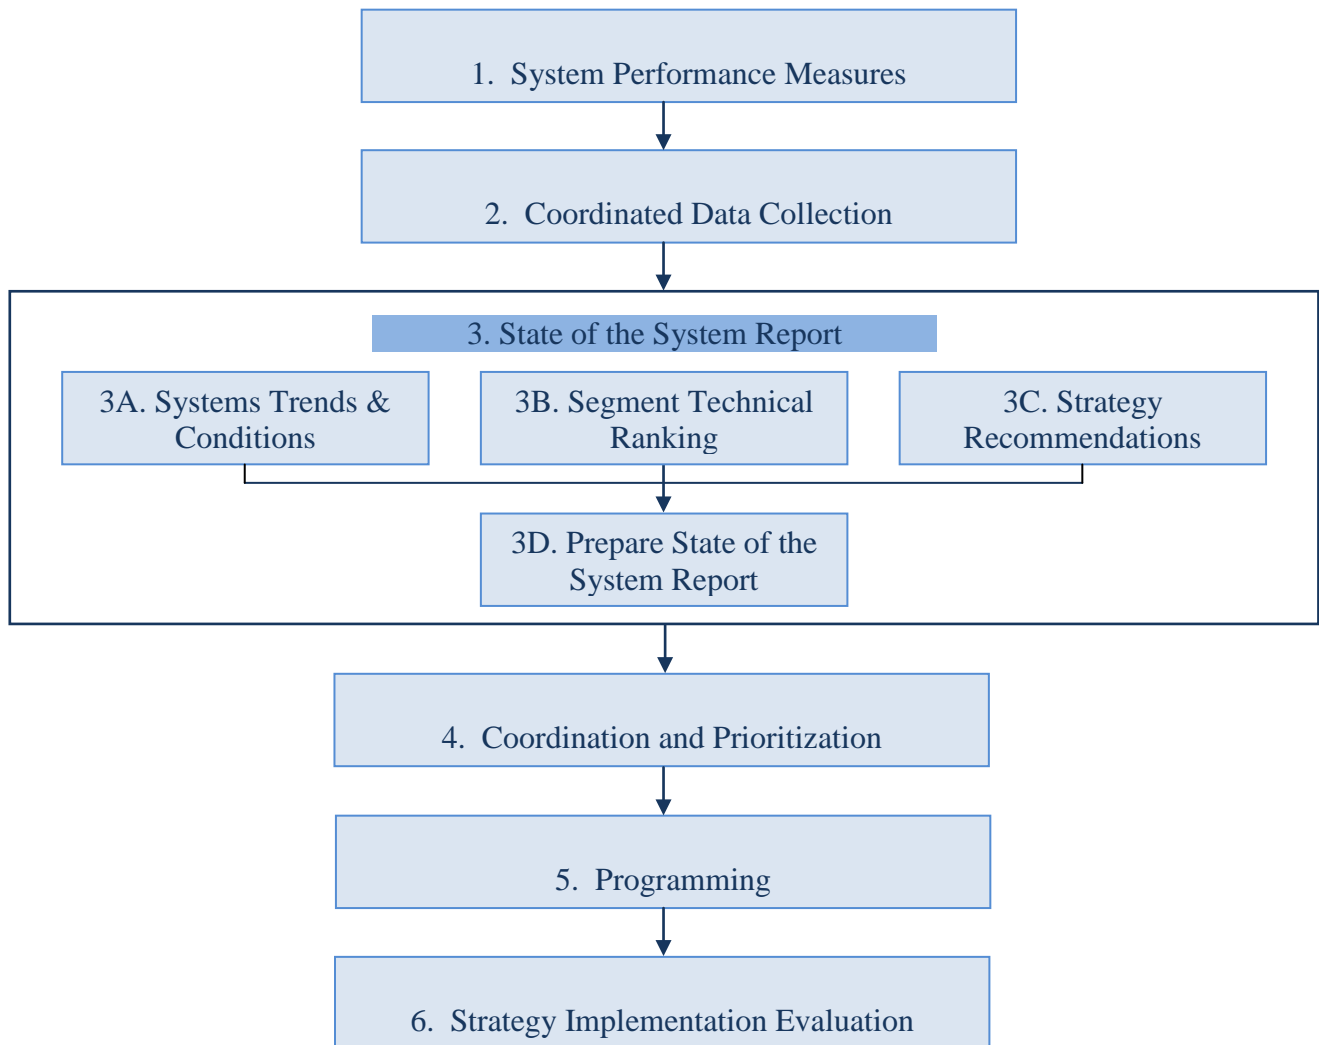 1.  System Performance Measures
2.  Coordinated Data Collection
3. State of the System Report
3A. Systems Trends &
Conditions
3B. Segment Technical
Ranking
3C. Strategy
Recommendations
3D. Prepare State of the
System Report
4.  Coordination and Prioritization
5.  Programming
6.  Strategy Implementation Evaluation